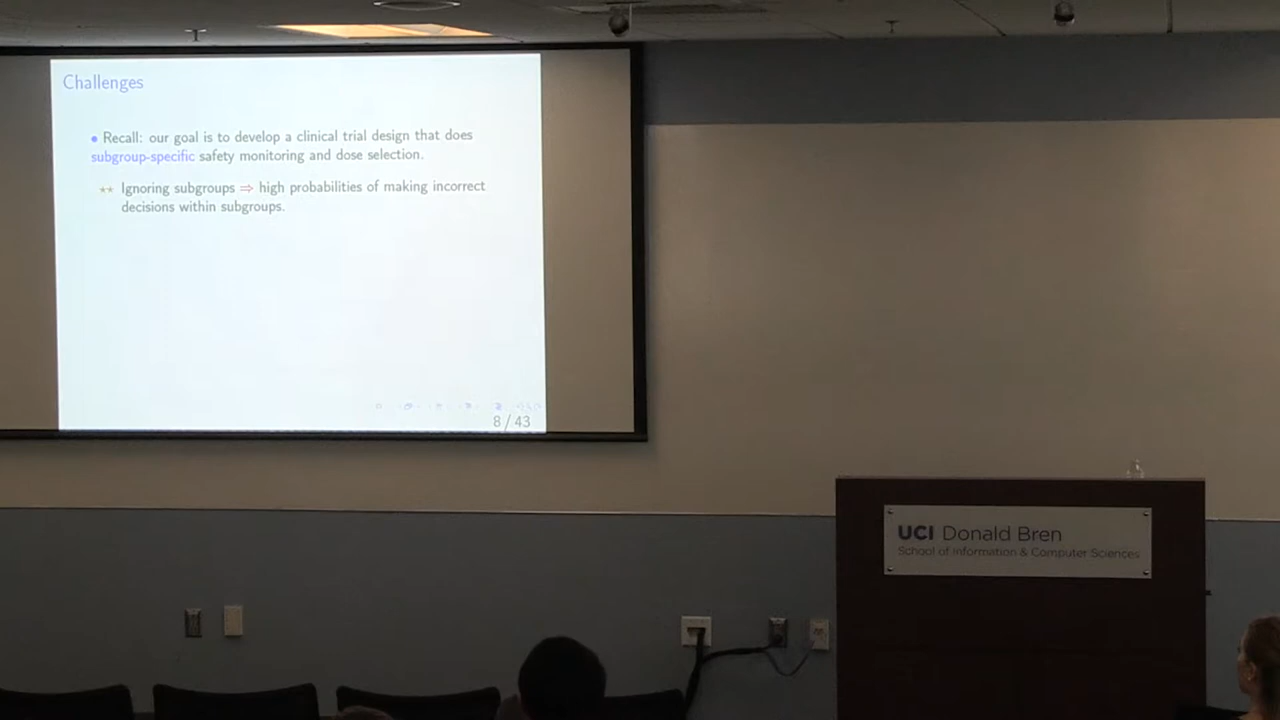 Challenges
• Recall: our goal is to develop a clinical trial design that does
subgroup-specific safety monitoring and dose selection.
⋆⋆ Ignoring subgroups ⇒ high probabilities of making incorrect
decisions within subgroups.
8 / 43
UCI Donald Bren
School of Information & Computer Sciences